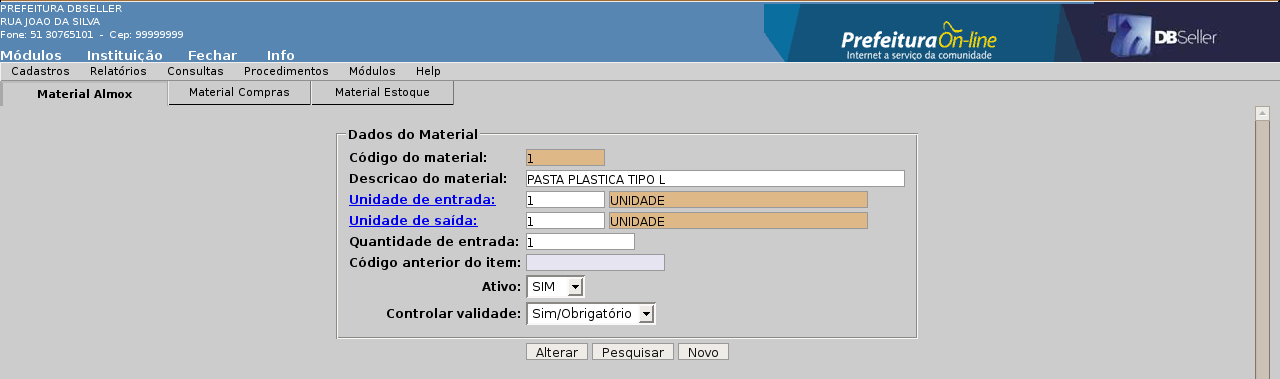 PREFEITURA DBSELLER
RUA JOAO DA SILVA
Fone: 51 30765101 - Cep: 99999999
Prefeitura On-line
Internet a serviço da comunidade
DBSeller
Módulos Instituição Fechar Info
Cadastros Relatórios Consultas Procedimentos Módulos Help
Material Almox Material Compras Material Estoque
Dados do Material
Código do material: 1
Descricao do material: PASTA PLASTICA TIPO L
Unidade de entrada: 1 UNIDADE
Unidade de saída: 1 UNIDADE
Quantidade de entrada: 1
Código anterior do item:
Ativo: SIM
Controlar validade: Sim/Obrigatório
Alterar Pesquisar Novo